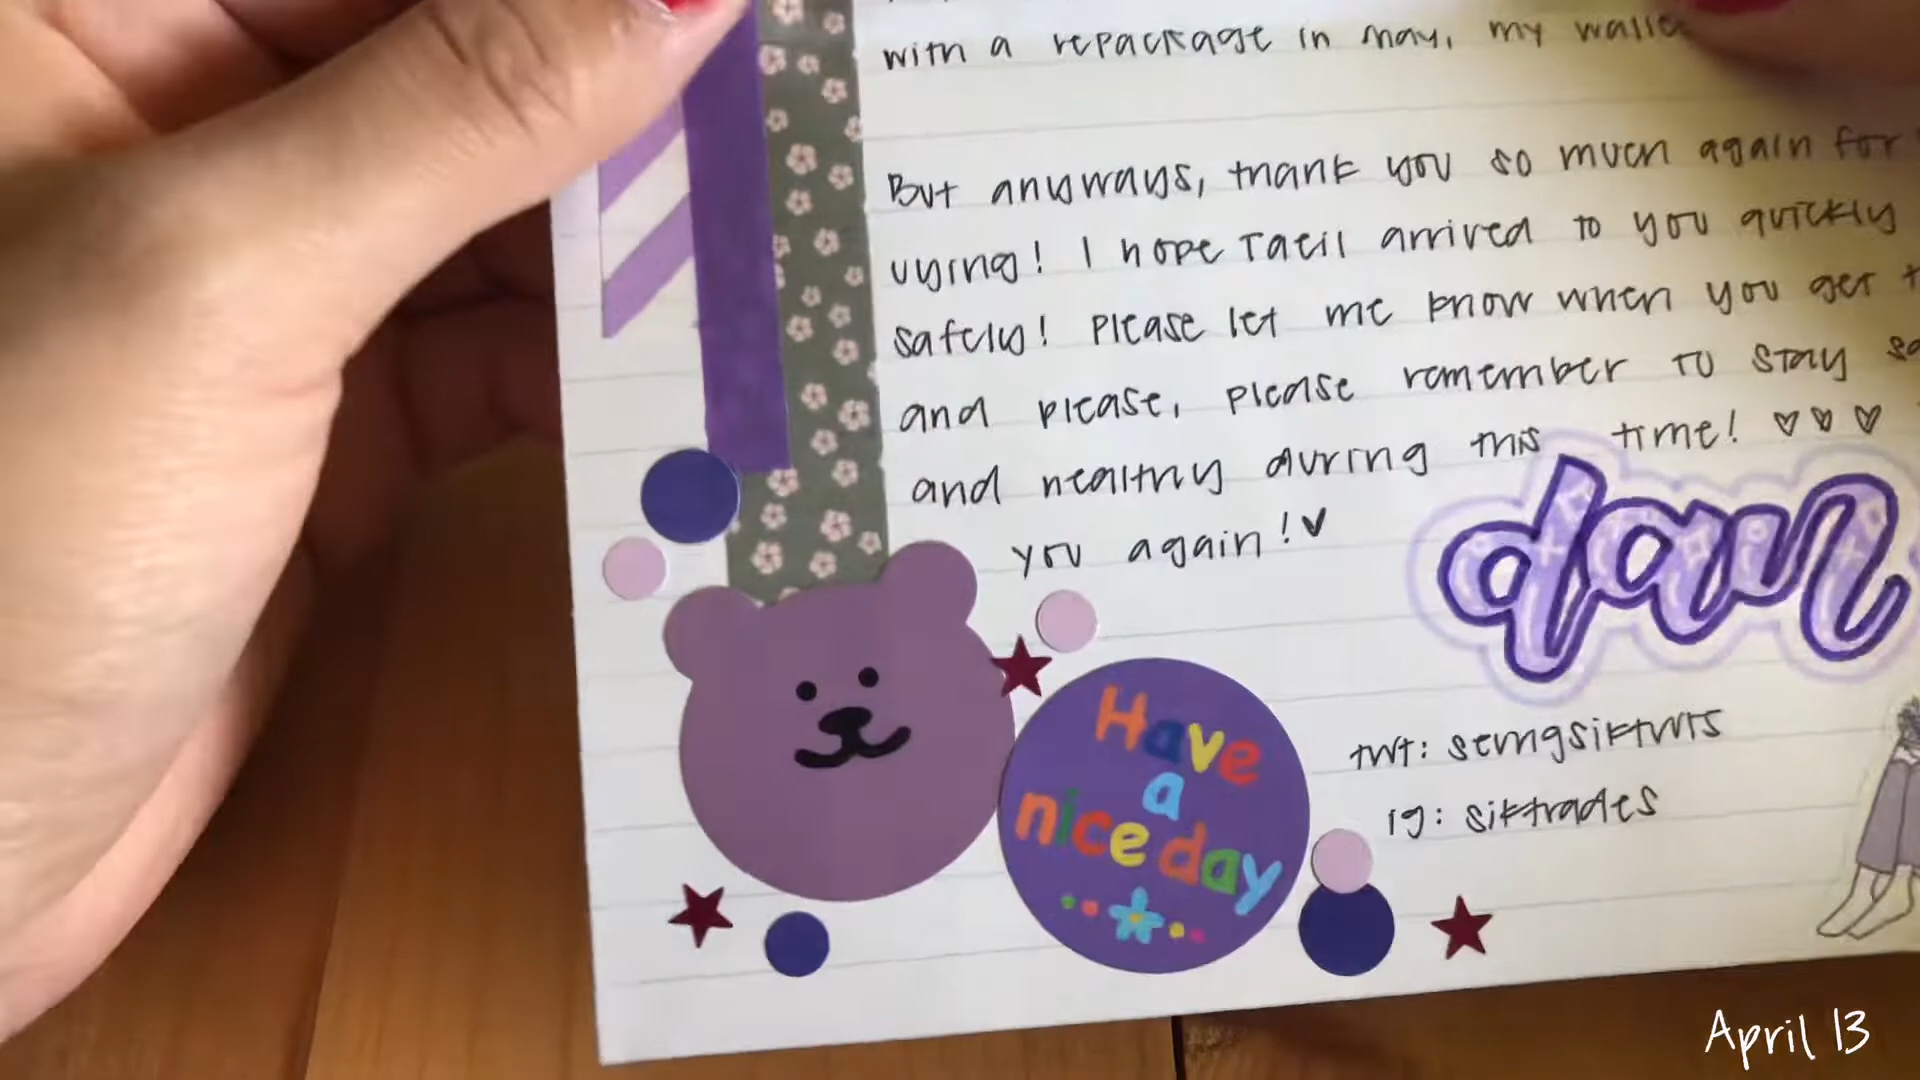 with a repackage in may, my
But anyways, thank you so much again for
uying! I hope Taeil arrived to you quickly
safely! Please let me know when you get
and please, please remember to stay
and healthy during this time! ♡ ♡ ♡
you again! ♥
dan
twt: seungsiktwts
ig: siktrades
Have
a
nice day
April 13